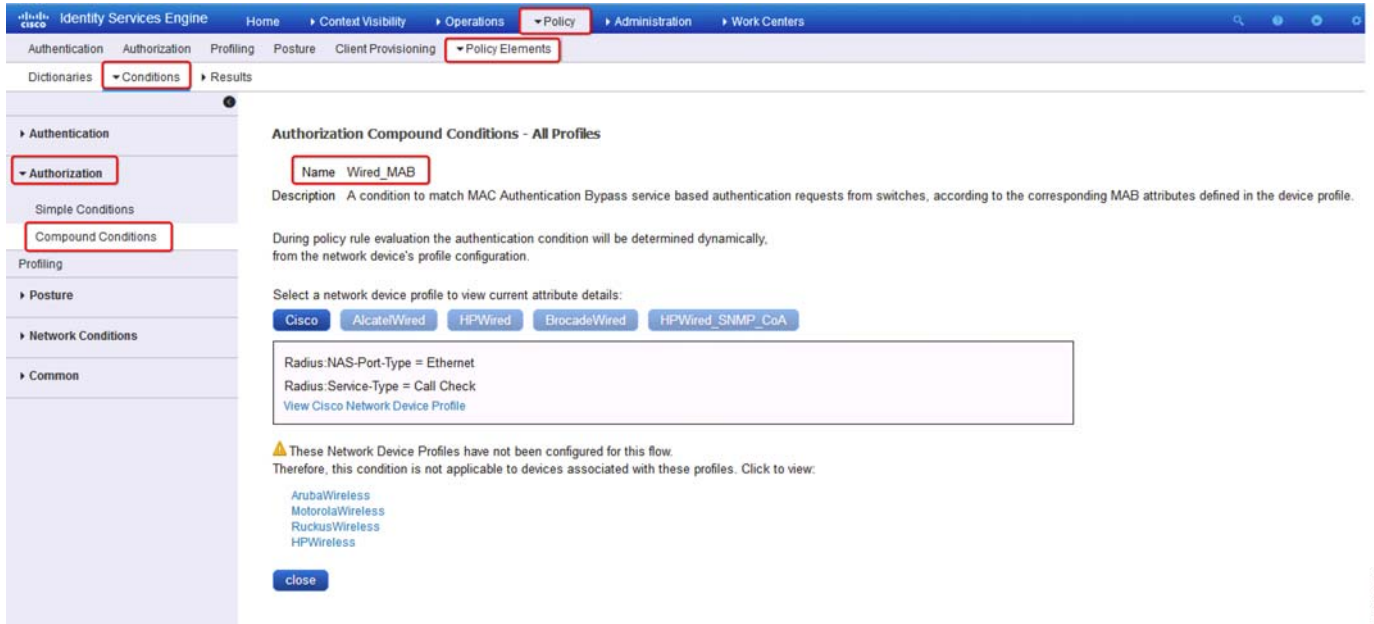 cisco Identity Services Engine Home Context Visibility Operations Policy Administration Work Centers
Authentication Authorization Profiling Posture Client Provisioning Policy Elements
Dictionaries Conditions Results
Authentication
Authorization
Simple Conditions
Compound Conditions
Profiling
Posture
Network Conditions
Common
Authorization Compound Conditions - All Profiles
Name Wired_MAB
Description A condition to match MAC Authentication Bypass service based authentication requests from switches, according to the corresponding MAB attributes defined in the device profile.
During policy rule evaluation the authentication condition will be determined dynamically,
from the network device's profile configuration.
Select a network device profile to view current attribute details:
Cisco AlcatelWired HPWired BrocadeWired HPWired_SNMP_CoA
Radius:NAS-Port-Type = Ethernet
Radius:Service-Type = Call Check
View Cisco Network Device Profile
These Network Device Profiles have not been configured for this flow.
Therefore, this condition is not applicable to devices associated with these profiles. Click to view:
ArubaWireless
MotorolaWireless
RuckusWireless
HPWireless
close